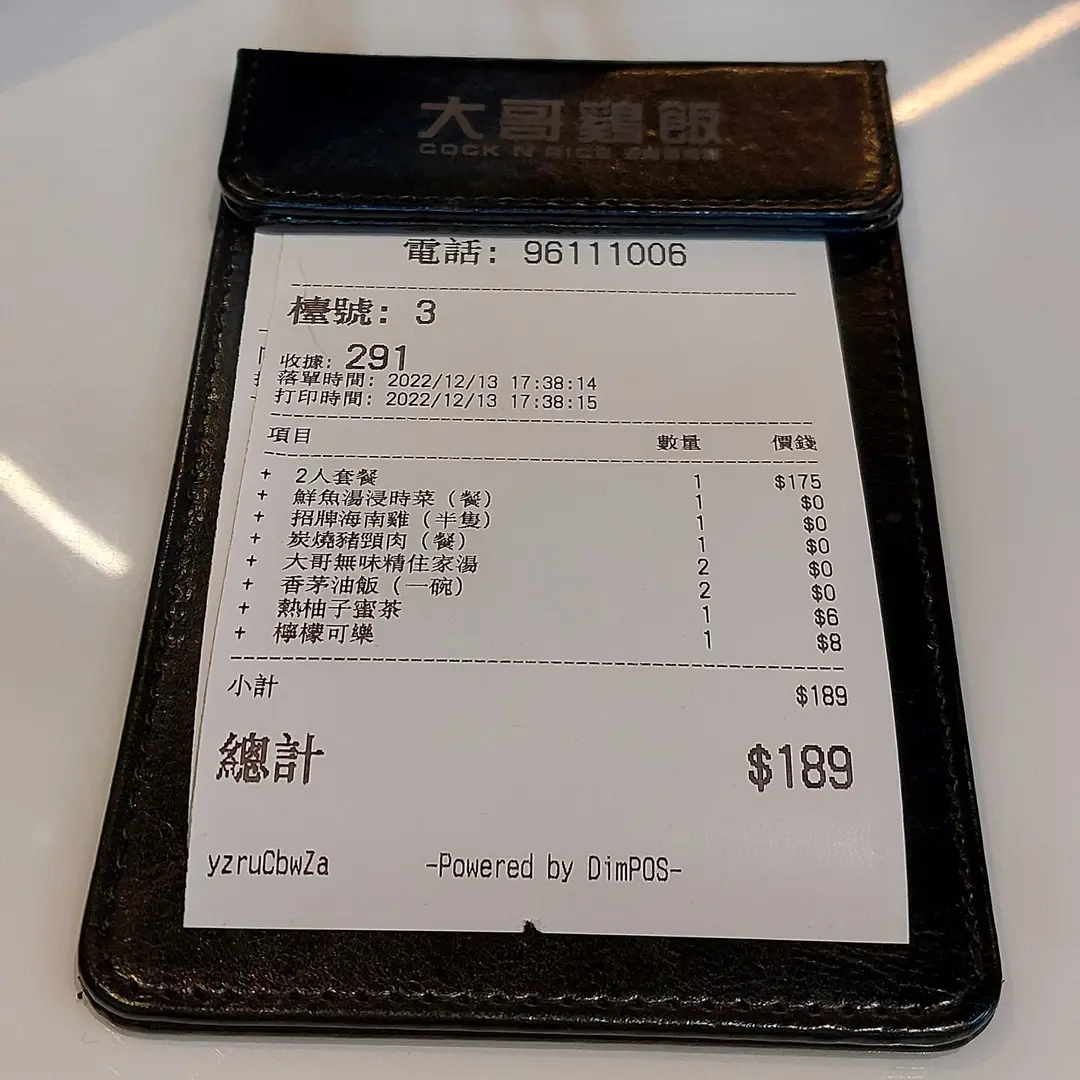 大哥鷄飯
COCK N' RICE
電話: 96111006
檯號: 3
收據: 291
落單時間: 2022/12/13 17:38:14
打印時間: 2022/12/13 17:38:15
項目 數量 價錢
+ 2人套餐 1 $175
+ 鮮魚湯浸時菜 (餐) 1 $0
+ 招牌海南雞 (半隻) 1 $0
+ 炭燒豬頸肉 (餐) 1 $0
+ 大哥無味精住家湯 2 $0
+ 香茅油飯 (一碗) 2 $0
+ 熱柚子蜜茶 1 $6
+ 檸檬可樂 1 $8
小計 $189
總計 $189
yzruCbwZa -Powered by DimPOS-